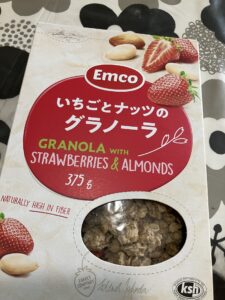 Emco
いちごとナッツの
グラノーラ
GRANOLA WITH
STRAWBERRIES & ALMONDS
375 g
NATURALLY HIGH IN FIBER
ksh